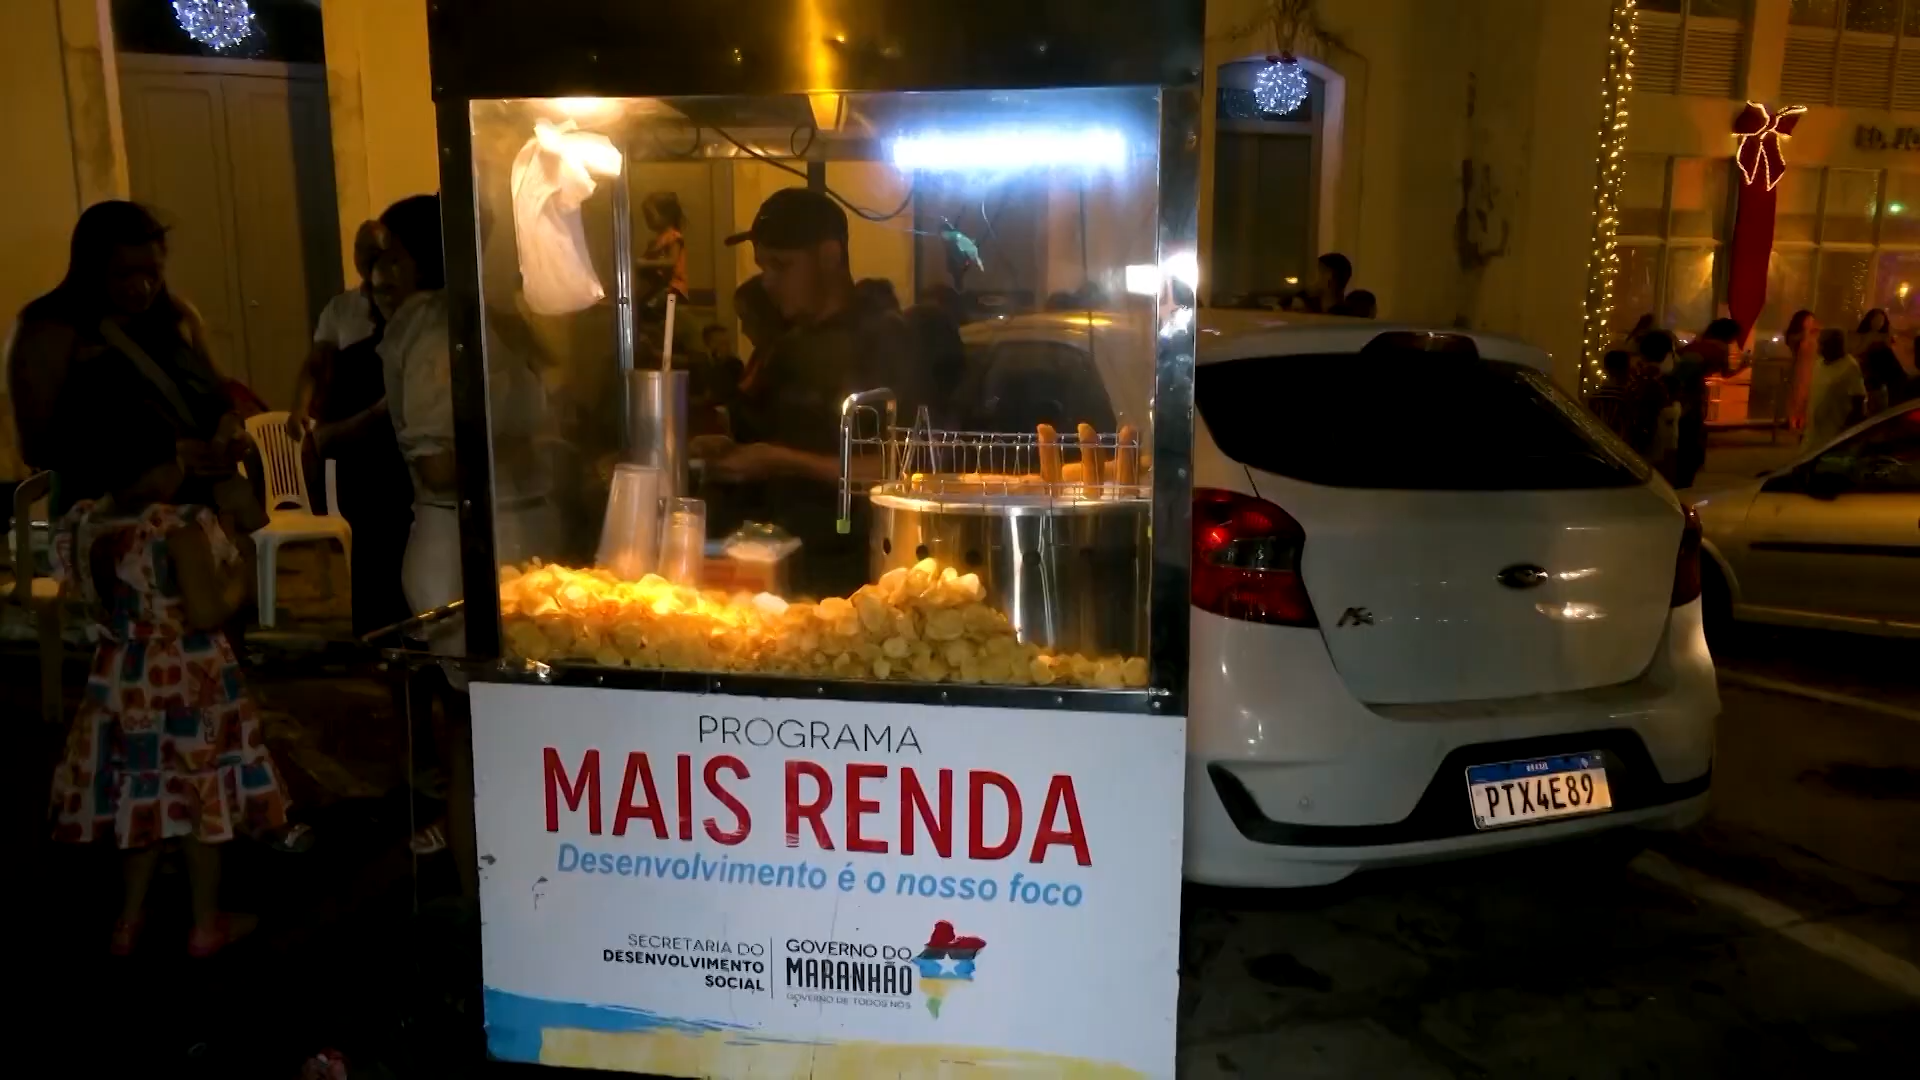 PROGRAMA
MAIS RENDA
Desenvolvimento é o nosso foco
SECRETARIA DO
DESENVOLVIMENTO
SOCIAL
GOVERNO DO
MARANHÃO
GOVERNO DE TODOS NÓS
Ka
BRASIL
PTX4E89